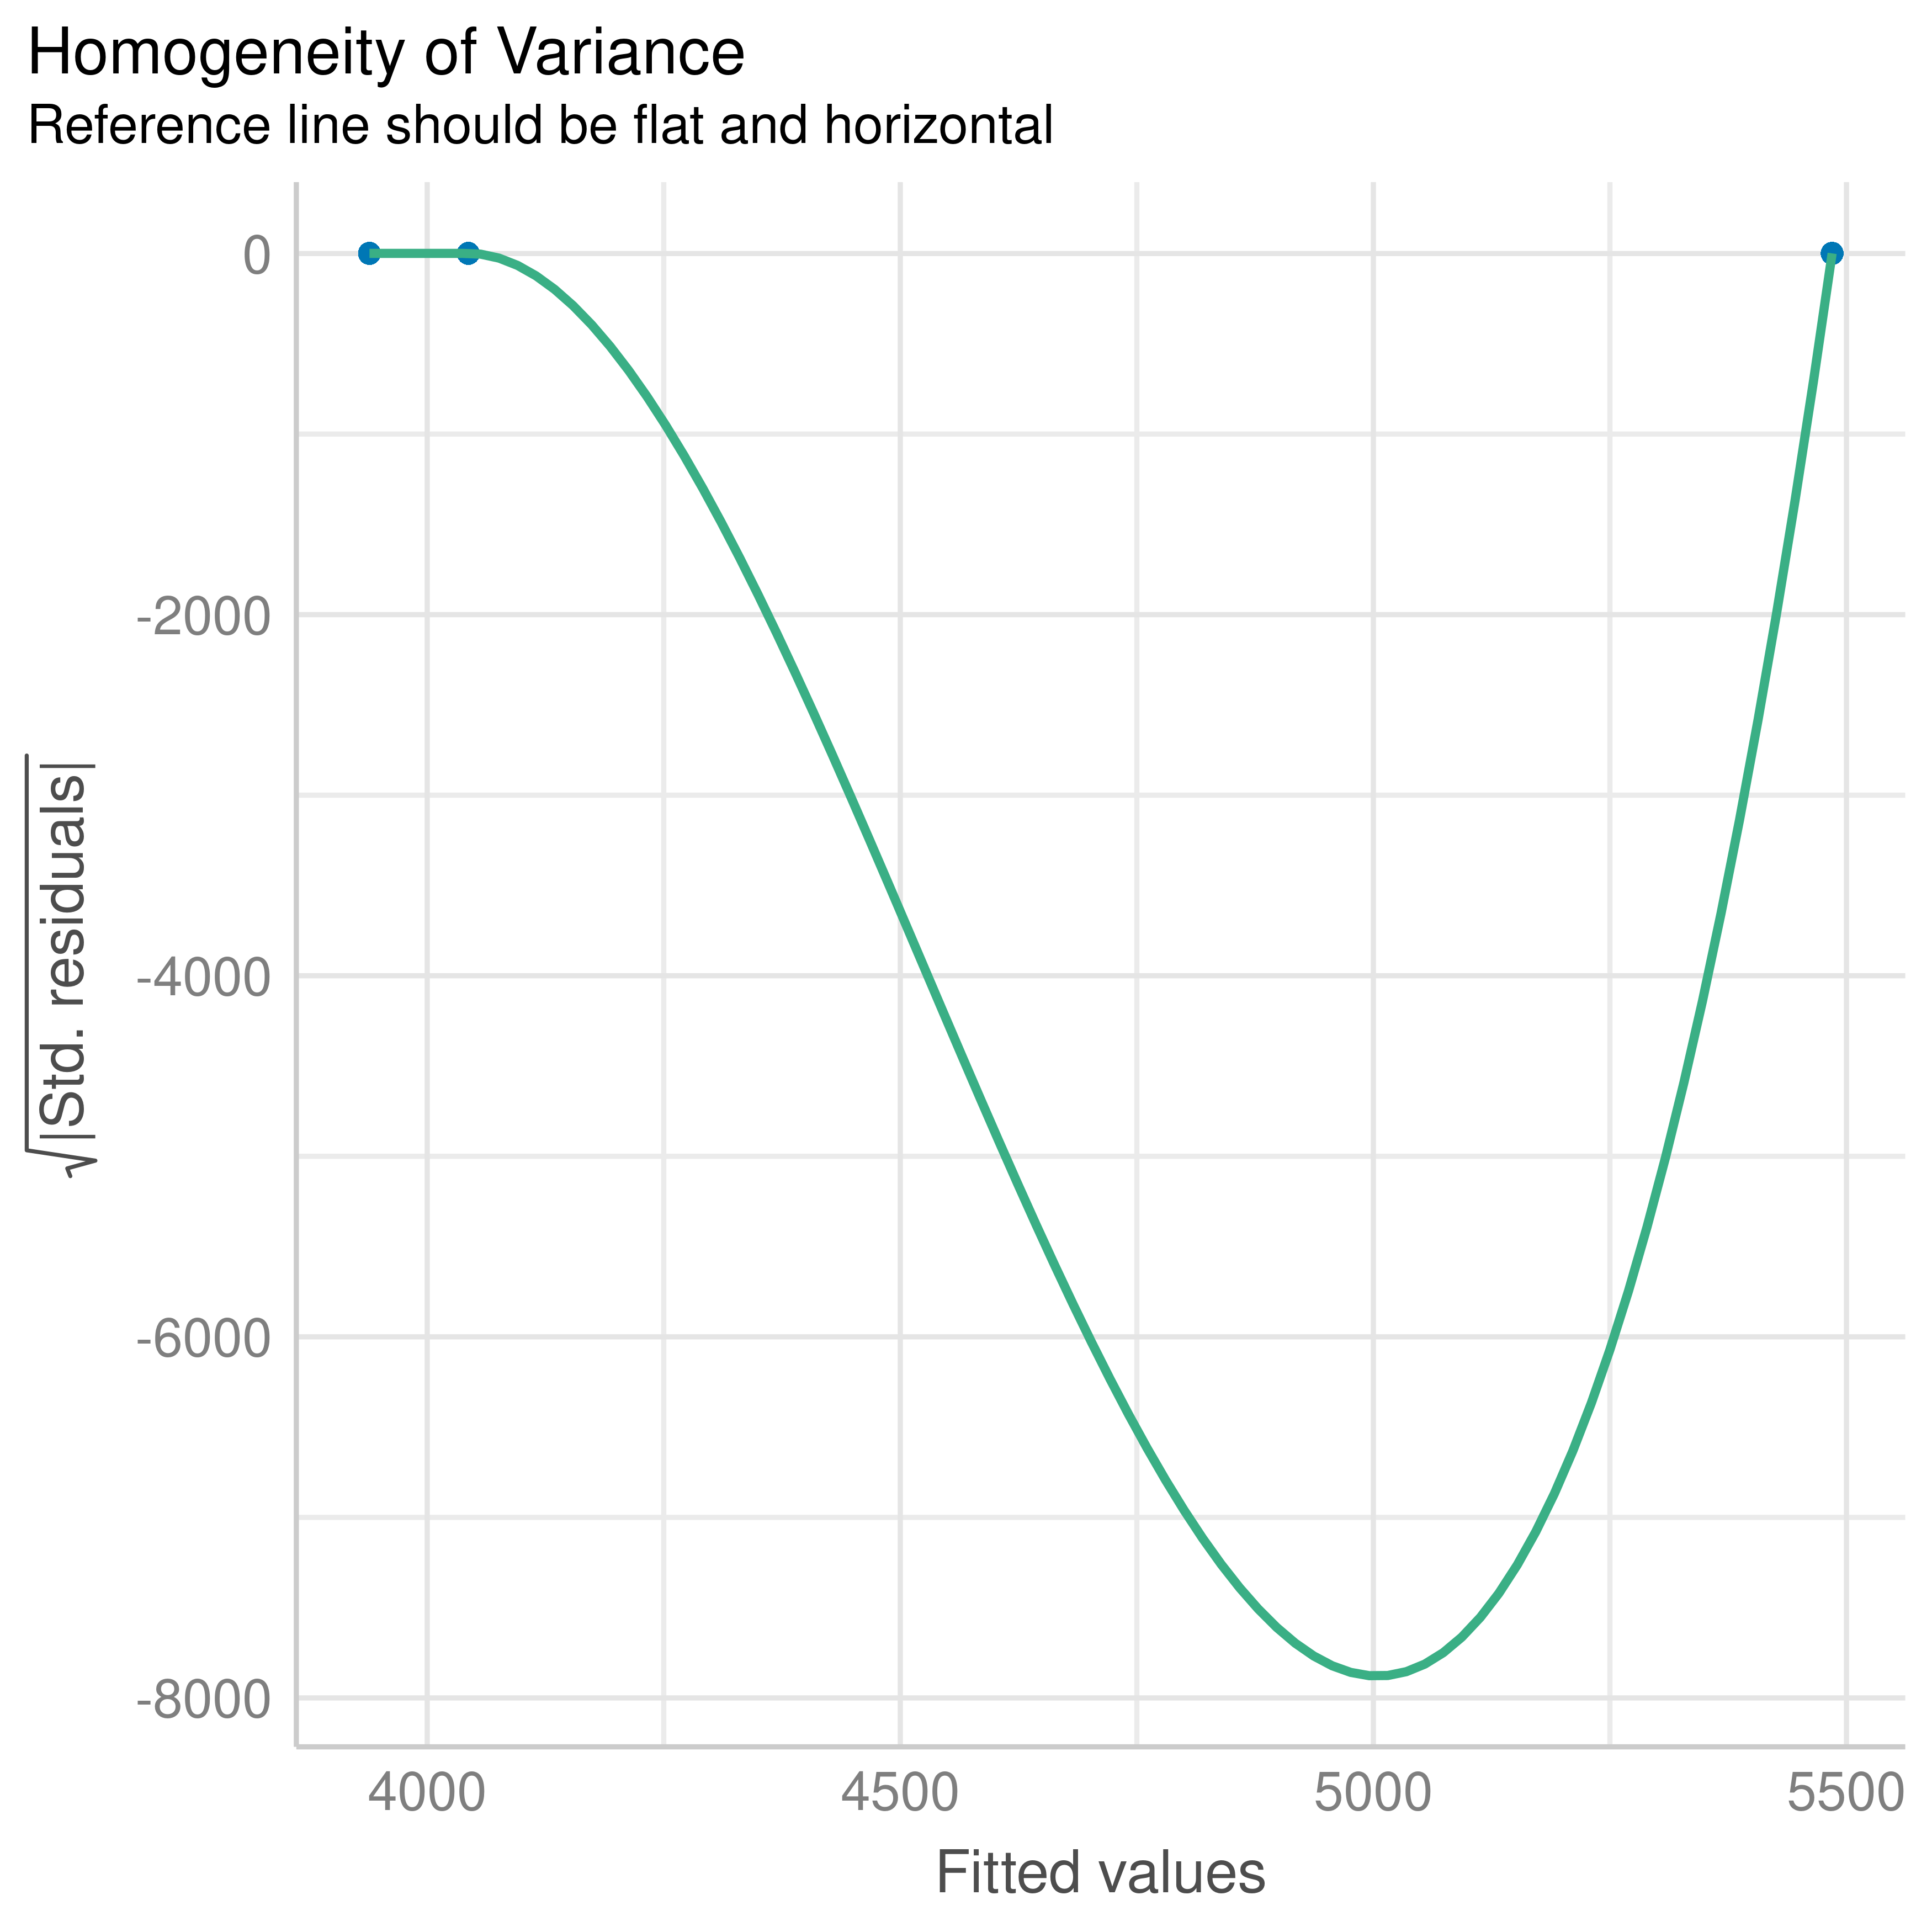 Homogeneity of Variance
Reference line should be flat and horizontal
0
-2000
-4000
-6000
-8000
√|Std. residuals|
4000 4500 5000 5500
Fitted values